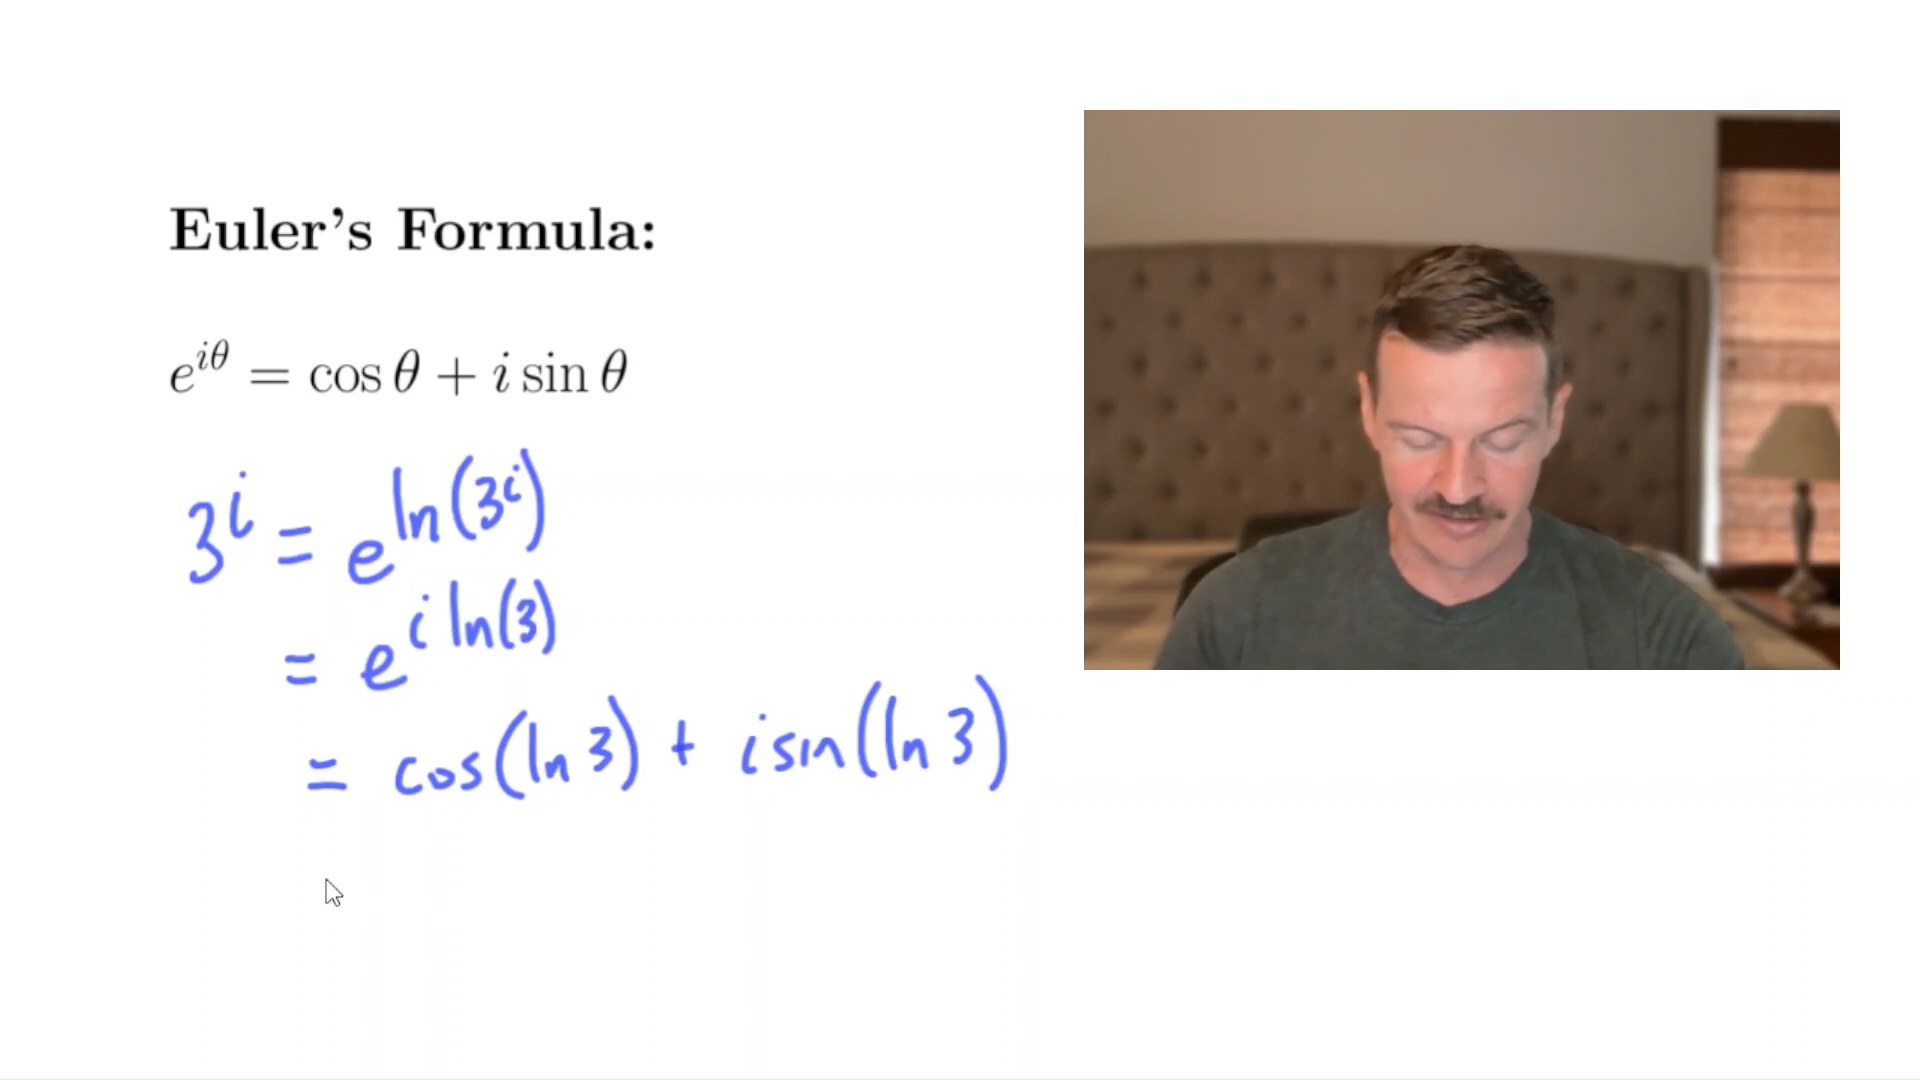 Euler's Formula:
e^{iθ} = cos θ + i sin θ
3^i = e^{ln(3^i)}
= e^{i ln(3)}
= cos(ln 3) + i sin(ln 3)